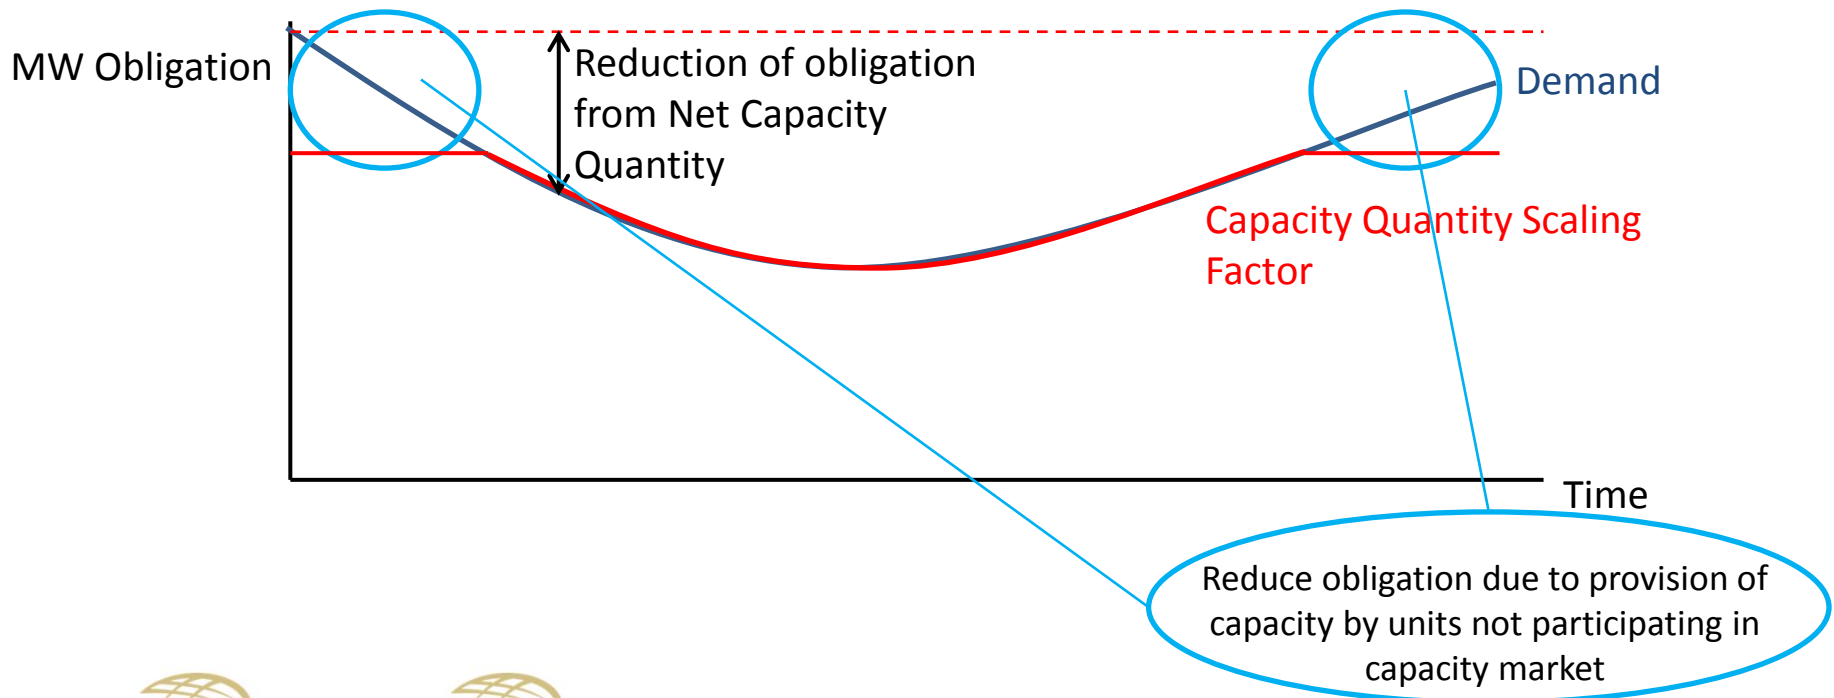 MW Obligation
Reduction of obligation
from Net Capacity
Quantity
Demand
Capacity Quantity Scaling
Factor
Time
Reduce obligation due to provision of
capacity by units not participating in
capacity market